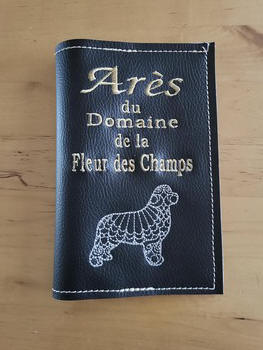 Arès
du
Domaine
de la
Fleur des Champs